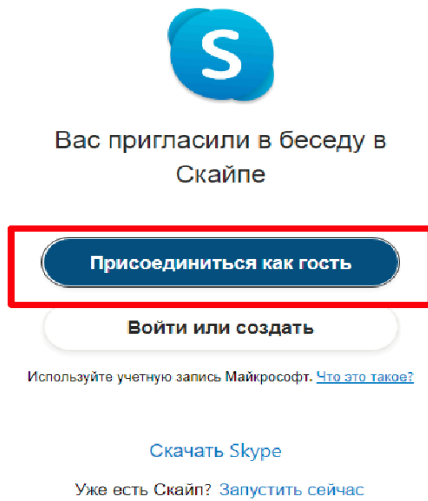 S
Вас пригласили в беседу в
Скайпе
Присоединиться как гость
Войти или создать
Используйте учетную запись Майкрософт. Что это такое?
Скачать Skype
Уже есть Скайп? Запустить сейчас